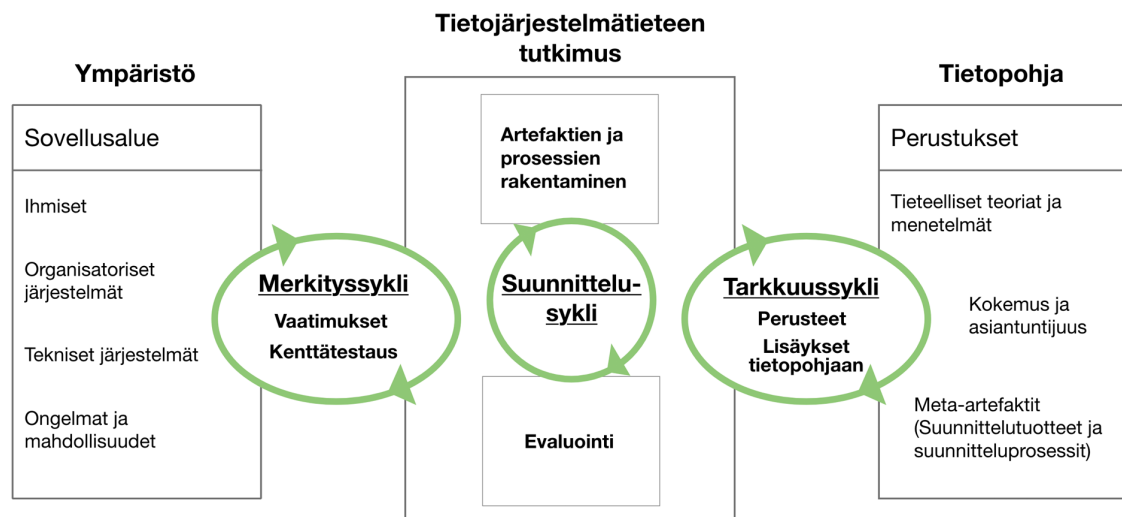 Tietojärjestelmätieteen
tutkimus
Ympäristö
Tietopohja
Sovellusalue
Ihmiset
Organisatoriset
järjestelmät
Tekniset järjestelmät
Ongelmat ja
mahdollisuudet
Merkityssykli
Vaatimukset
Kenttätestaus
Artefaktien ja
prosessien
rakentaminen
Suunnittelu-
sykli
Evaluointi
Tarkkuussykli
Perusteet
Lisäykset
tietopohjaan
Perustukset
Tieteelliset teoriat ja
menetelmät
Kokemus ja
asiantuntijuus
Meta-artefaktit
(Suunnittelutuotteet ja
suunnitteluprosessit)